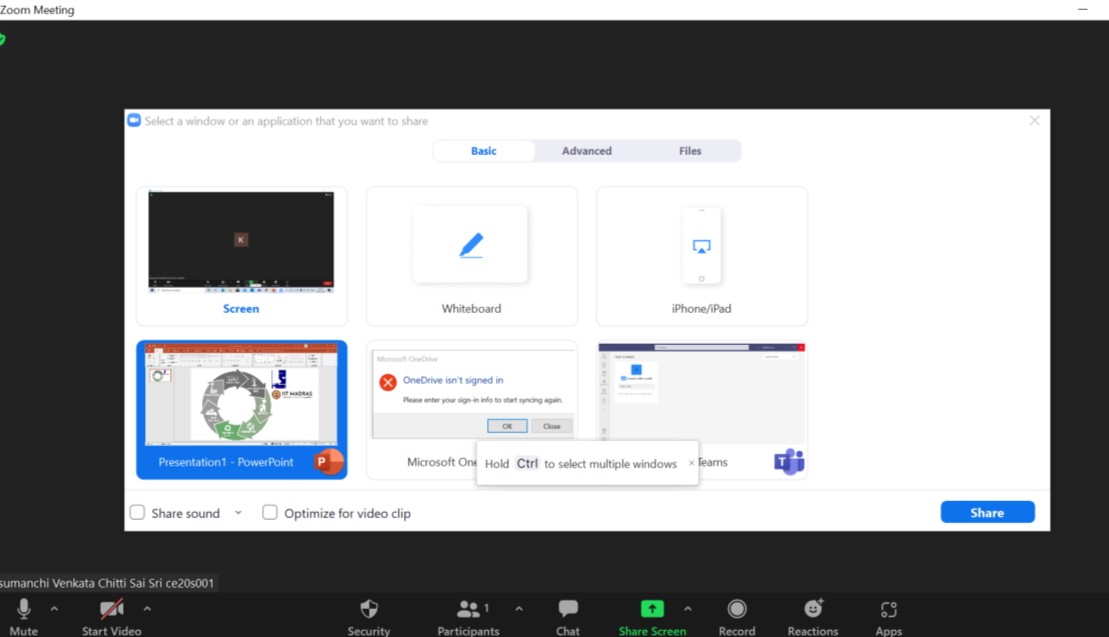 Zoom Meeting
Select a window or an application that you want to share
Basic Advanced Files
K
Screen
Whiteboard
iPhone/iPad
IIT MADRAS
Presentation1 - PowerPoint
P
Microsoft OneDrive
OneDrive isn't signed in
Please enter your sign-in info to start syncing again.
OK Close
Microsoft One
Hold Ctrl to select multiple windows ×
Teams
T
Share sound
Optimize for video clip
Share
sumanchi Venkata Chitti Sai Sri ce20s001
Mute Start Video Security Participants 1 Chat Share Screen Record Reactions Apps